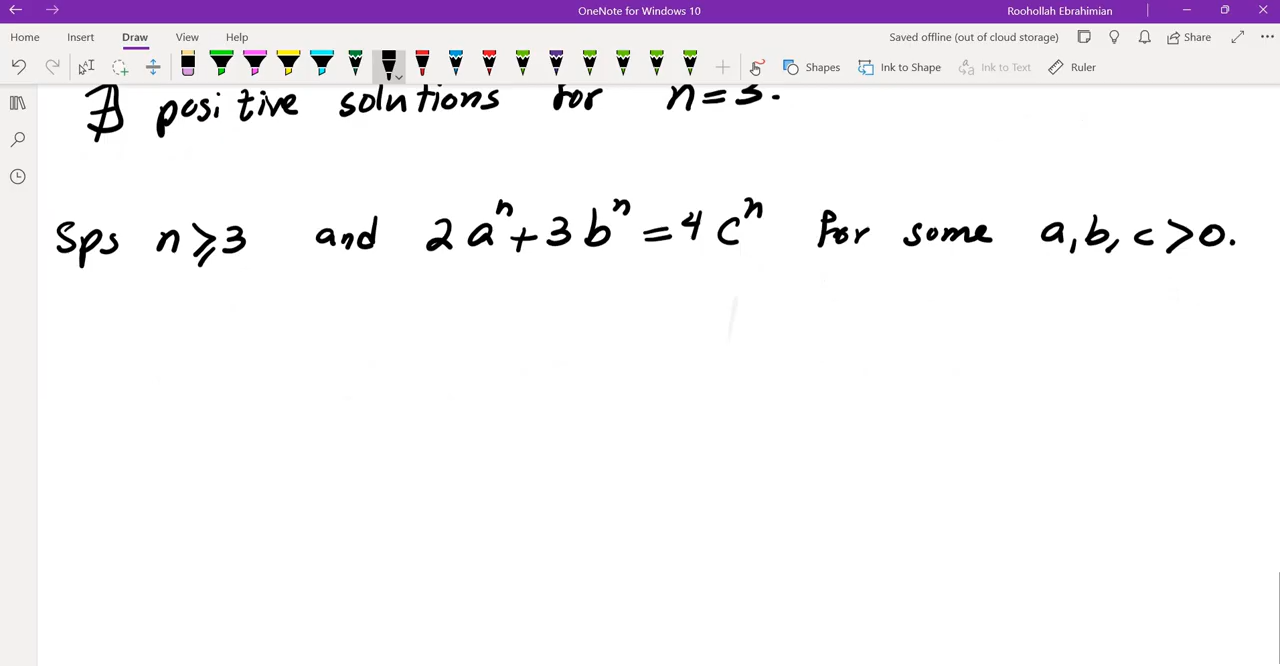 OneNote for Windows 10
Roohollah Ebrahimian
Home Insert Draw View Help
Saved offline (out of cloud storage)
Share
Shapes
Ink to Shape
Ink to Text
Ruler
∄ positive solutions for n=3.
Sps n⩾3 and 2aⁿ+3bⁿ=4cⁿ for some a,b,c>0.